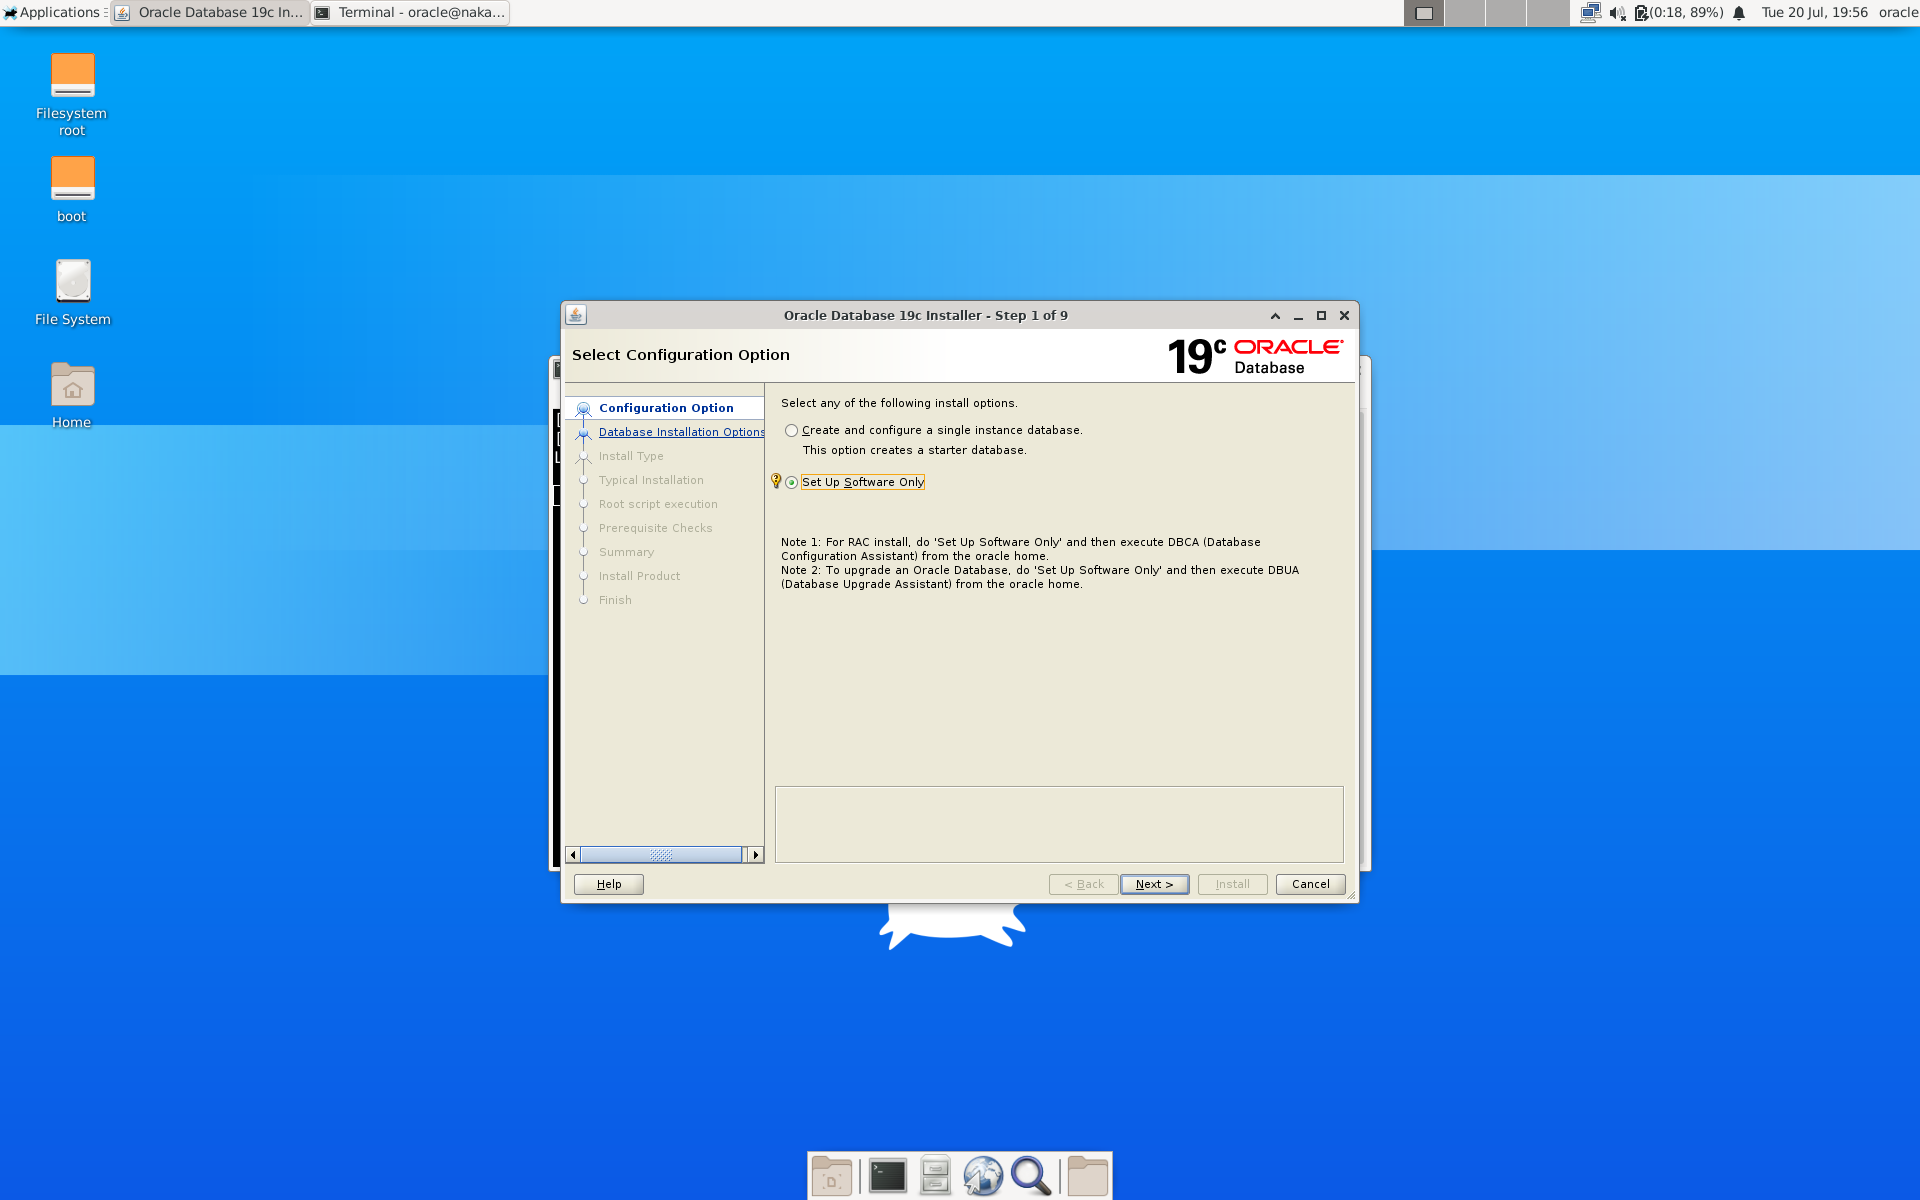 Applications
Oracle Database 19c In...
Terminal - oracle@naka...
(0:18, 89%)
Tue 20 Jul, 19:56
oracle
Filesystem
root
boot
File System
Home
Oracle Database 19c Installer - Step 1 of 9
Select Configuration Option
19c ORACLE
Database
Configuration Option
Database Installation Options
Install Type
Typical Installation
Root script execution
Prerequisite Checks
Summary
Install Product
Finish
Select any of the following install options.
Create and configure a single instance database.
This option creates a starter database.
Set Up Software Only
Note 1: For RAC install, do 'Set Up Software Only' and then execute DBCA (Database
Configuration Assistant) from the oracle home.
Note 2: To upgrade an Oracle Database, do 'Set Up Software Only' and then execute DBUA
(Database Upgrade Assistant) from the oracle home.
Help
< Back
Next >
Install
Cancel